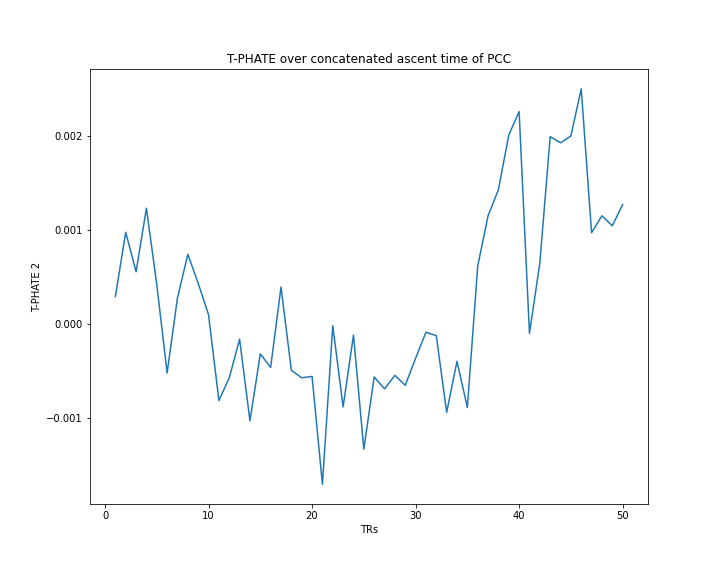 T-PHATE over concatenated ascent time of PCC
0.002
0.001
0.000
−0.001
T-PHATE 2
0 10 20 30 40 50
TRs